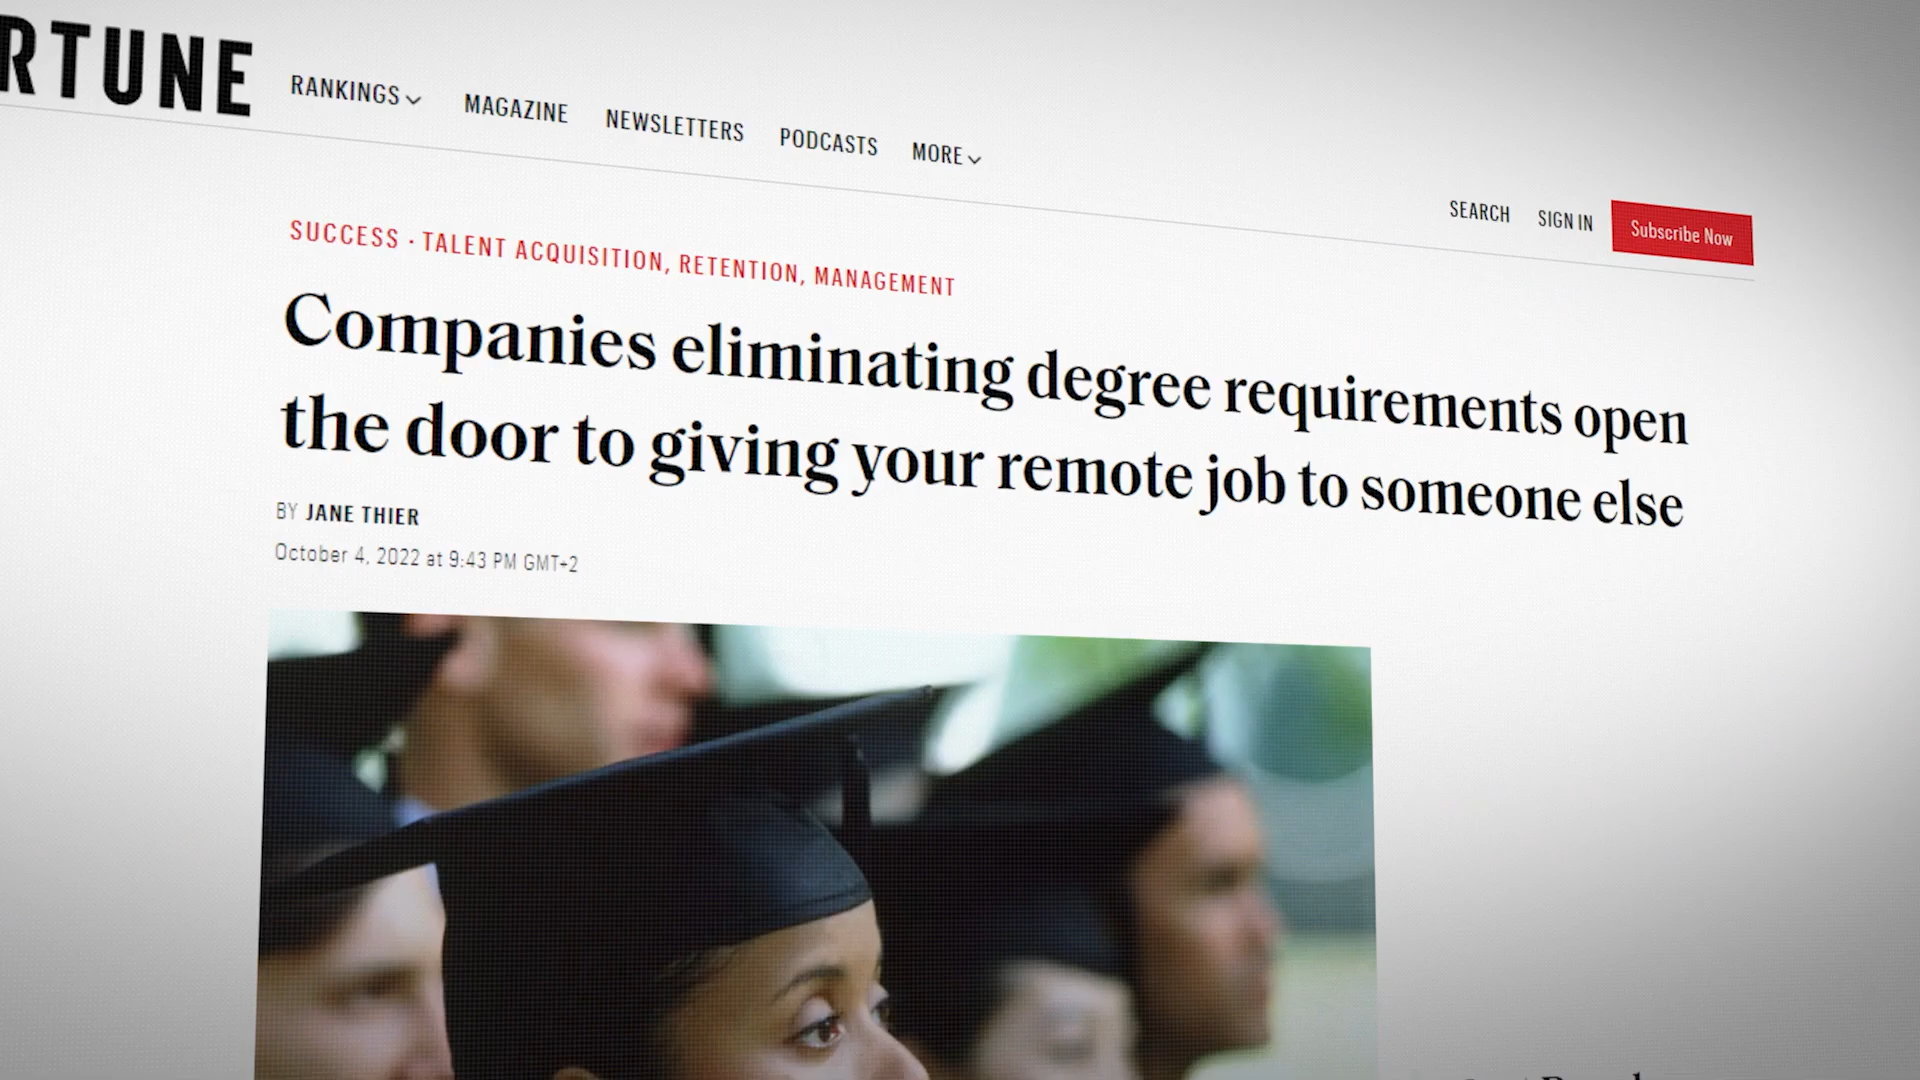 RTUNE
RANKINGS MAGAZINE NEWSLETTERS PODCASTS MORE
SEARCH SIGN IN Subscribe Now
SUCCESS · TALENT ACQUISITION, RETENTION, MANAGEMENT
Companies eliminating degree requirements open
the door to giving your remote job to someone else
BY JANE THIER
October 4, 2022 at 9:43 PM GMT+2